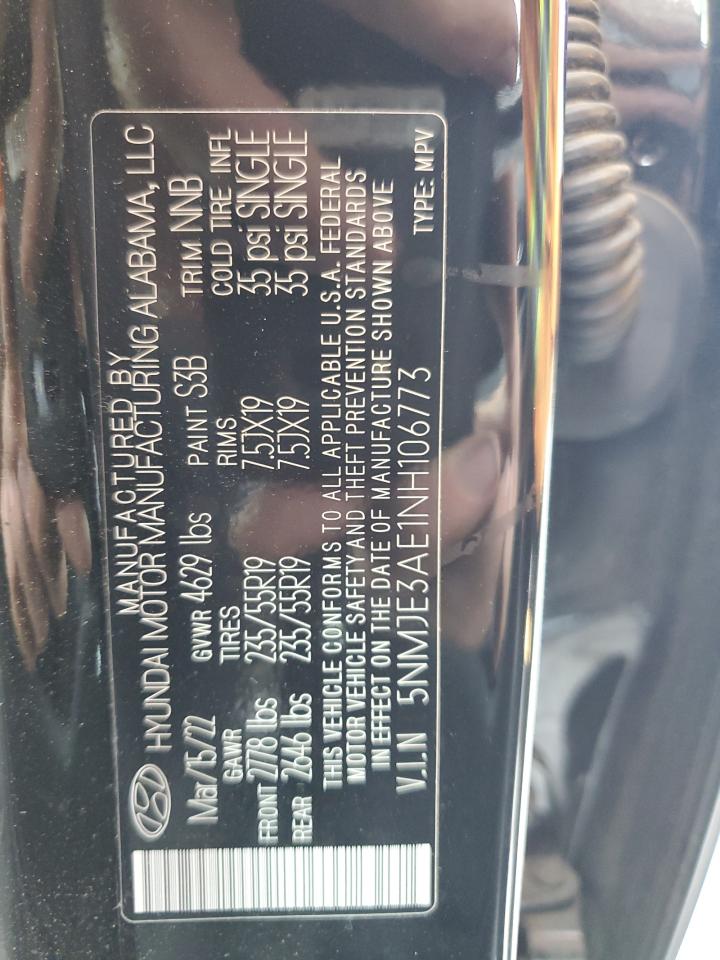 MANUFACTURED BY
HYUNDAI MOTOR MANUFACTURING ALABAMA, LLC
Mar/15/22 GVWR 4629 lbs PAINT S3B TRIM NNB
GAWR TIRES RIMS COLD TIRE INFL
FRONT 2778 lbs 235/55R19 7.5JX19 35 psi SINGLE
REAR 2646 lbs 235/55R19 7.5JX19 35 psi SINGLE
THIS VEHICLE CONFORMS TO ALL APPLICABLE U.S.A. FEDERAL
MOTOR VEHICLE SAFETY AND THEFT PREVENTION STANDARDS
IN EFFECT ON THE DATE OF MANUFACTURE SHOWN ABOVE
V.I.N 5NMJE3AE1NH106773 TYPE: MPV